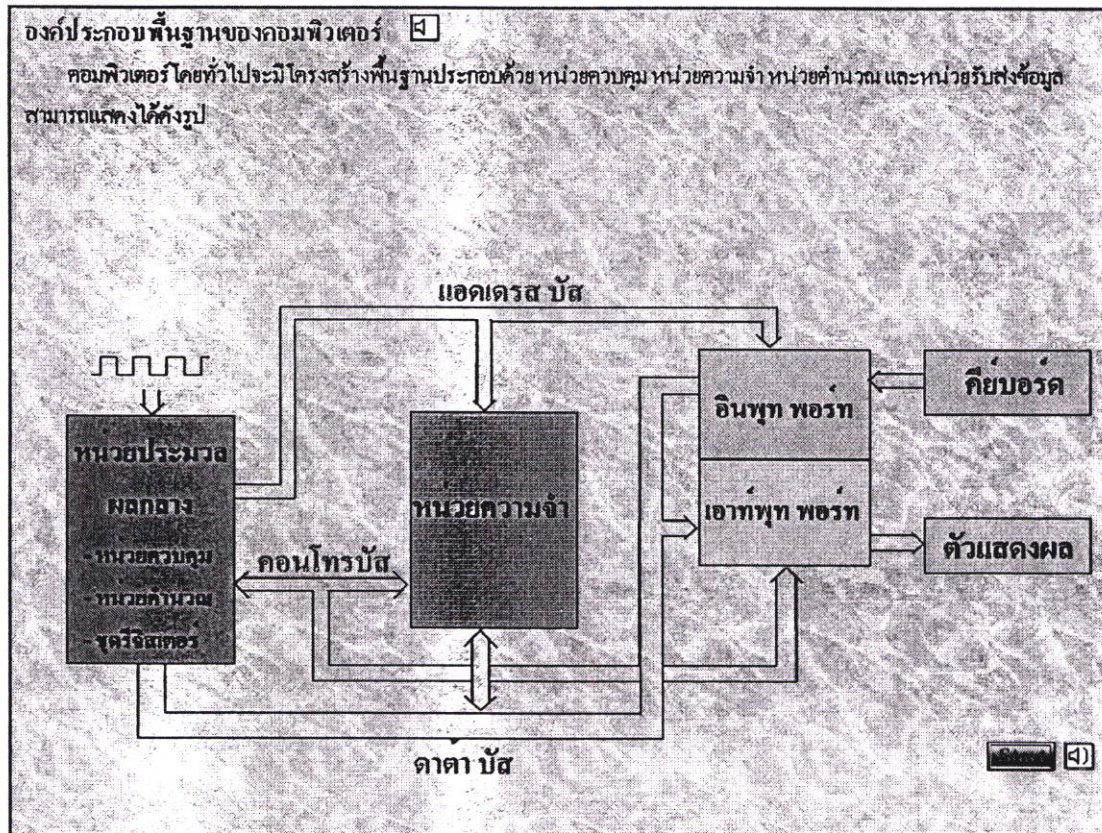 องค์ประกอบพื้นฐานของคอมพิวเตอร์
คอมพิวเตอร์โดยทั่วไปจะมีโครงสร้างพื้นฐานประกอบด้วย หน่วยควบคุม หน่วยความจำ หน่วยคำนวณ และหน่วยรับส่งข้อมูล
สามารถแสดงได้ดังรูป
แอดเดรส บัส
หน่วยประมวล
ผลกลาง
- หน่วยควบคุม
- หน่วยคำนวณ
- ชุดรีจิสเตอร์
คอนโทรบัส
หน่วยความจำ
อินพุท พอร์ท
เอาท์พุท พอร์ท
คีย์บอร์ด
ตัวแสดงผล
ดาตา บัส